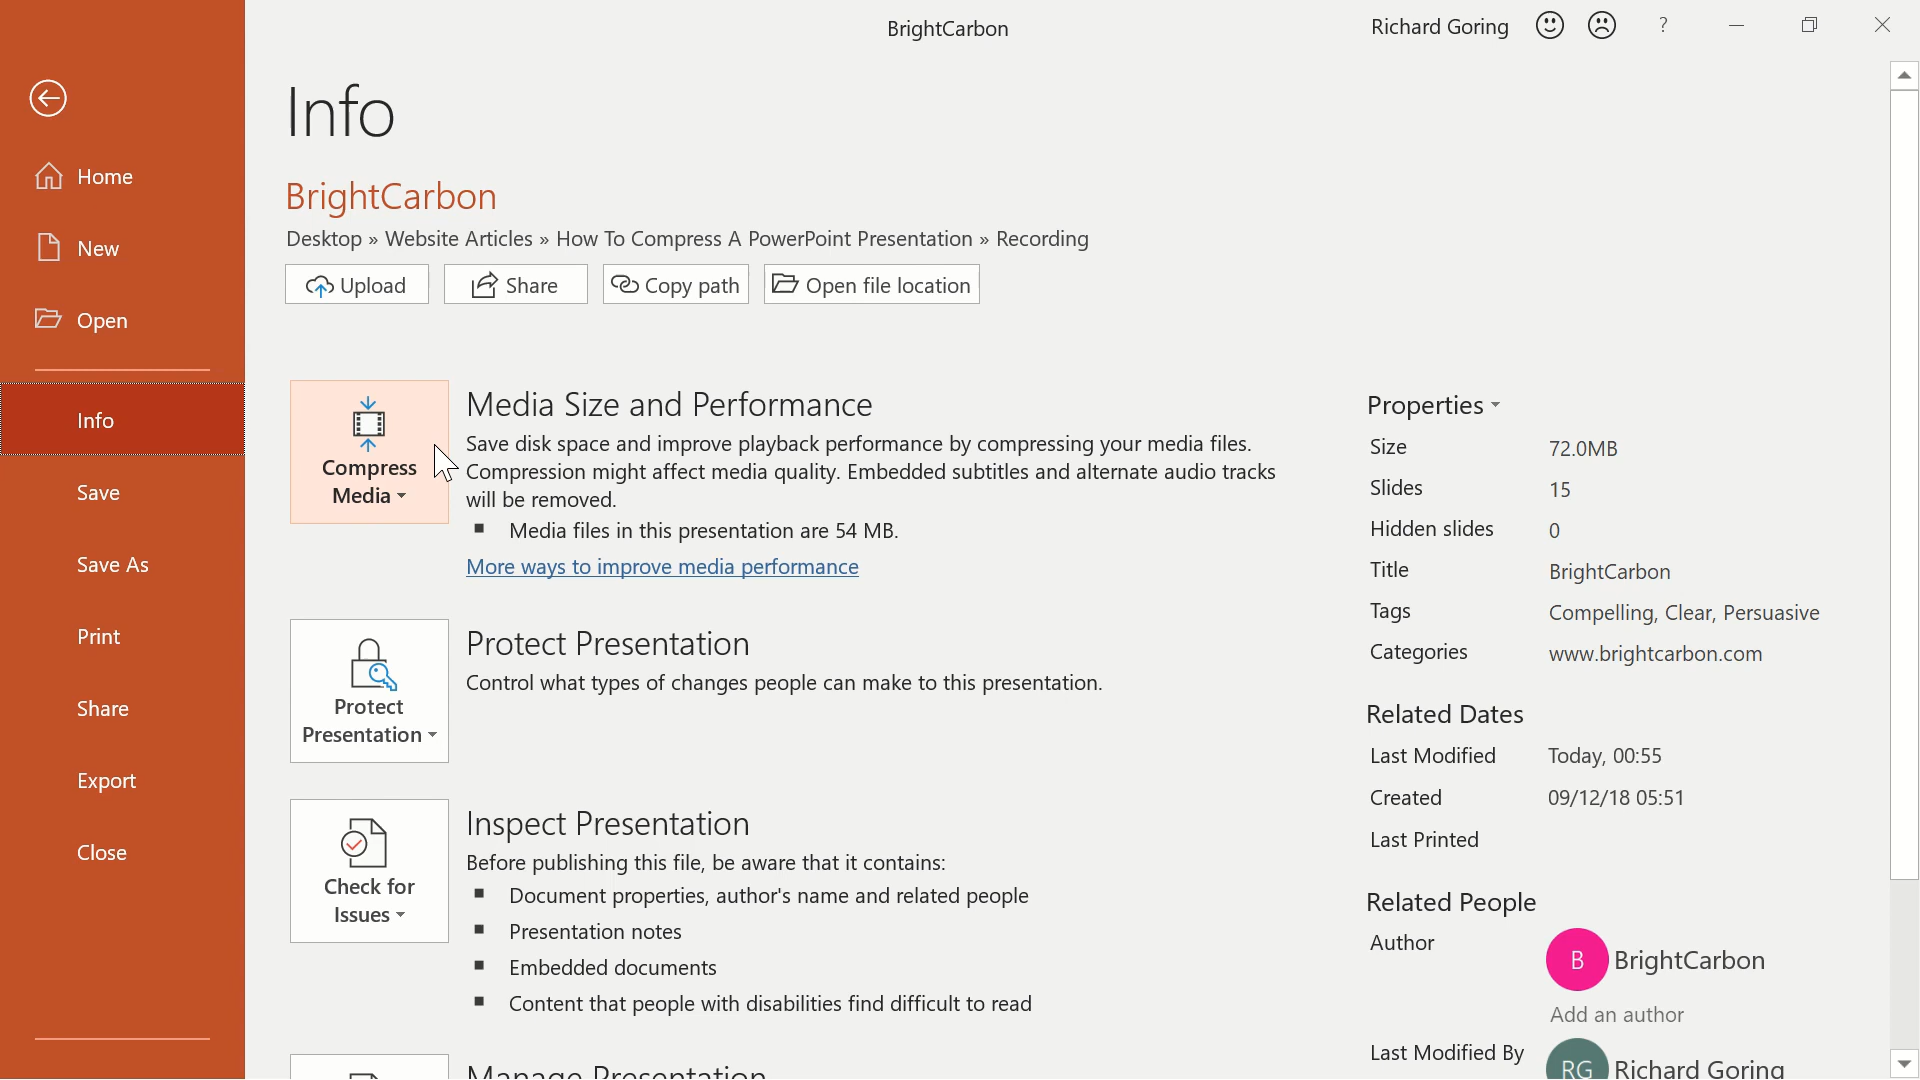 BrightCarbon
Richard Goring
?
Info
BrightCarbon
Desktop » Website Articles » How To Compress A PowerPoint Presentation » Recording
Upload
Share
Copy path
Open file location
Home
New
Open
Info
Save
Save As
Print
Share
Export
Close
Compress
Media
Media Size and Performance
Save disk space and improve playback performance by compressing your media files.
Compression might affect media quality. Embedded subtitles and alternate audio tracks
will be removed.
Media files in this presentation are 54 MB.
More ways to improve media performance
Protect
Presentation
Protect Presentation
Control what types of changes people can make to this presentation.
Check for
Issues
Inspect Presentation
Before publishing this file, be aware that it contains:
Document properties, author's name and related people
Presentation notes
Embedded documents
Content that people with disabilities find difficult to read
Manage Presentation
Properties
Size 72.0MB
Slides 15
Hidden slides 0
Title BrightCarbon
Tags Compelling, Clear, Persuasive
Categories www.brightcarbon.com
Related Dates
Last Modified Today, 00:55
Created 09/12/18 05:51
Last Printed
Related People
Author B BrightCarbon
Add an author
Last Modified By RG Richard Goring